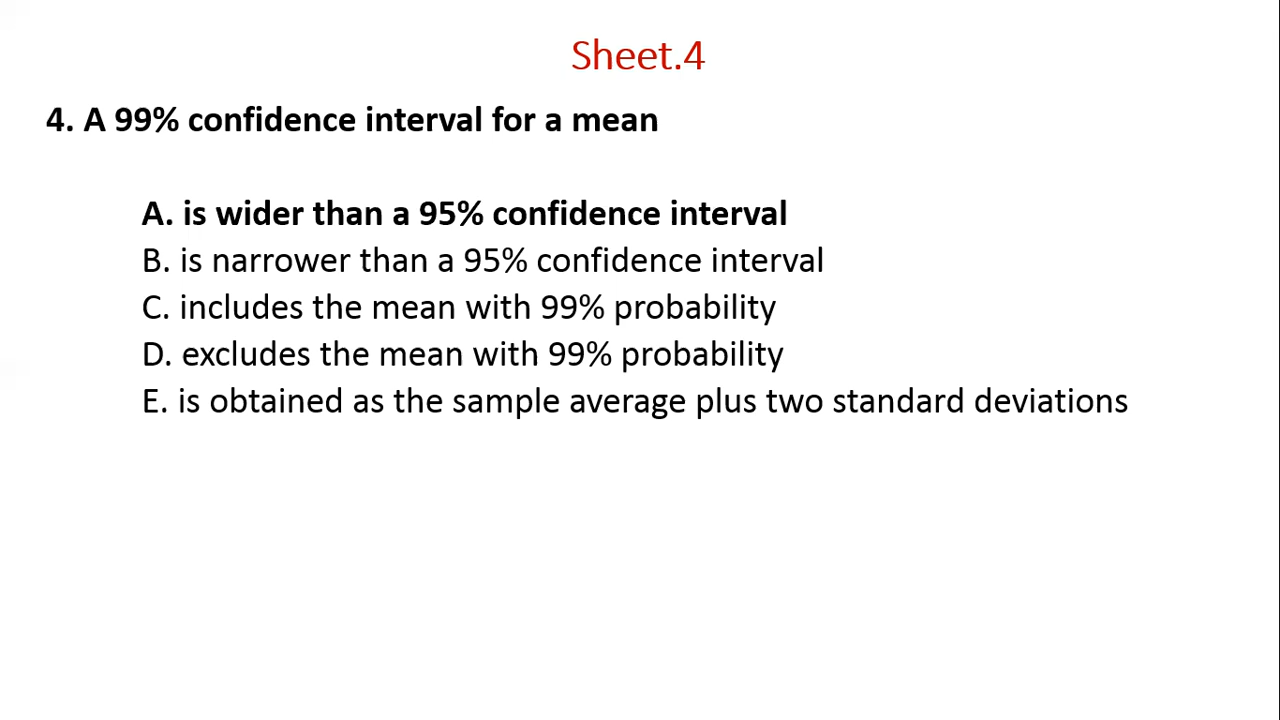 Sheet.4
4. A 99% confidence interval for a mean
A. is wider than a 95% confidence interval
B. is narrower than a 95% confidence interval
C. includes the mean with 99% probability
D. excludes the mean with 99% probability
E. is obtained as the sample average plus two standard deviations